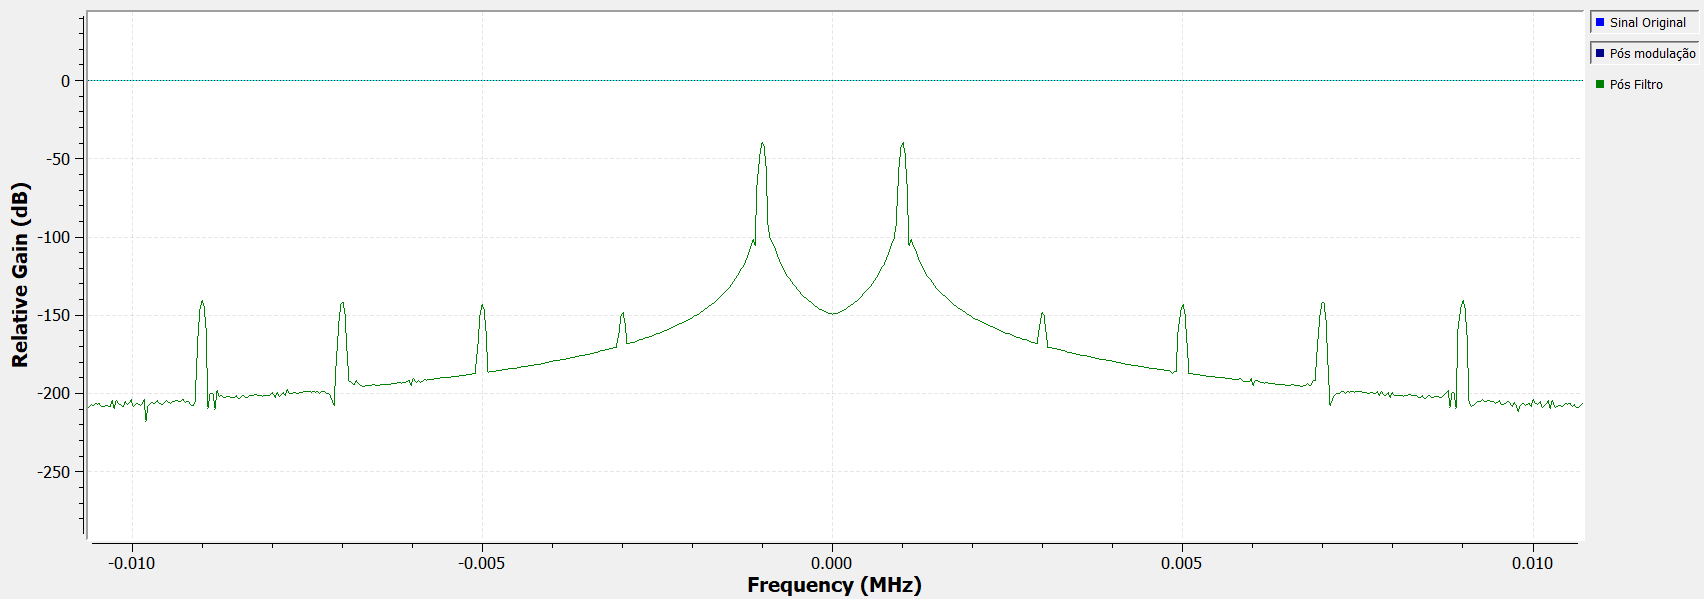 Sinal Original
Pós modulação
Pós Filtro
Relative Gain (dB)
0
-50
-100
-150
-200
-250
-0.010
-0.005
0.000
0.005
0.010
Frequency (MHz)